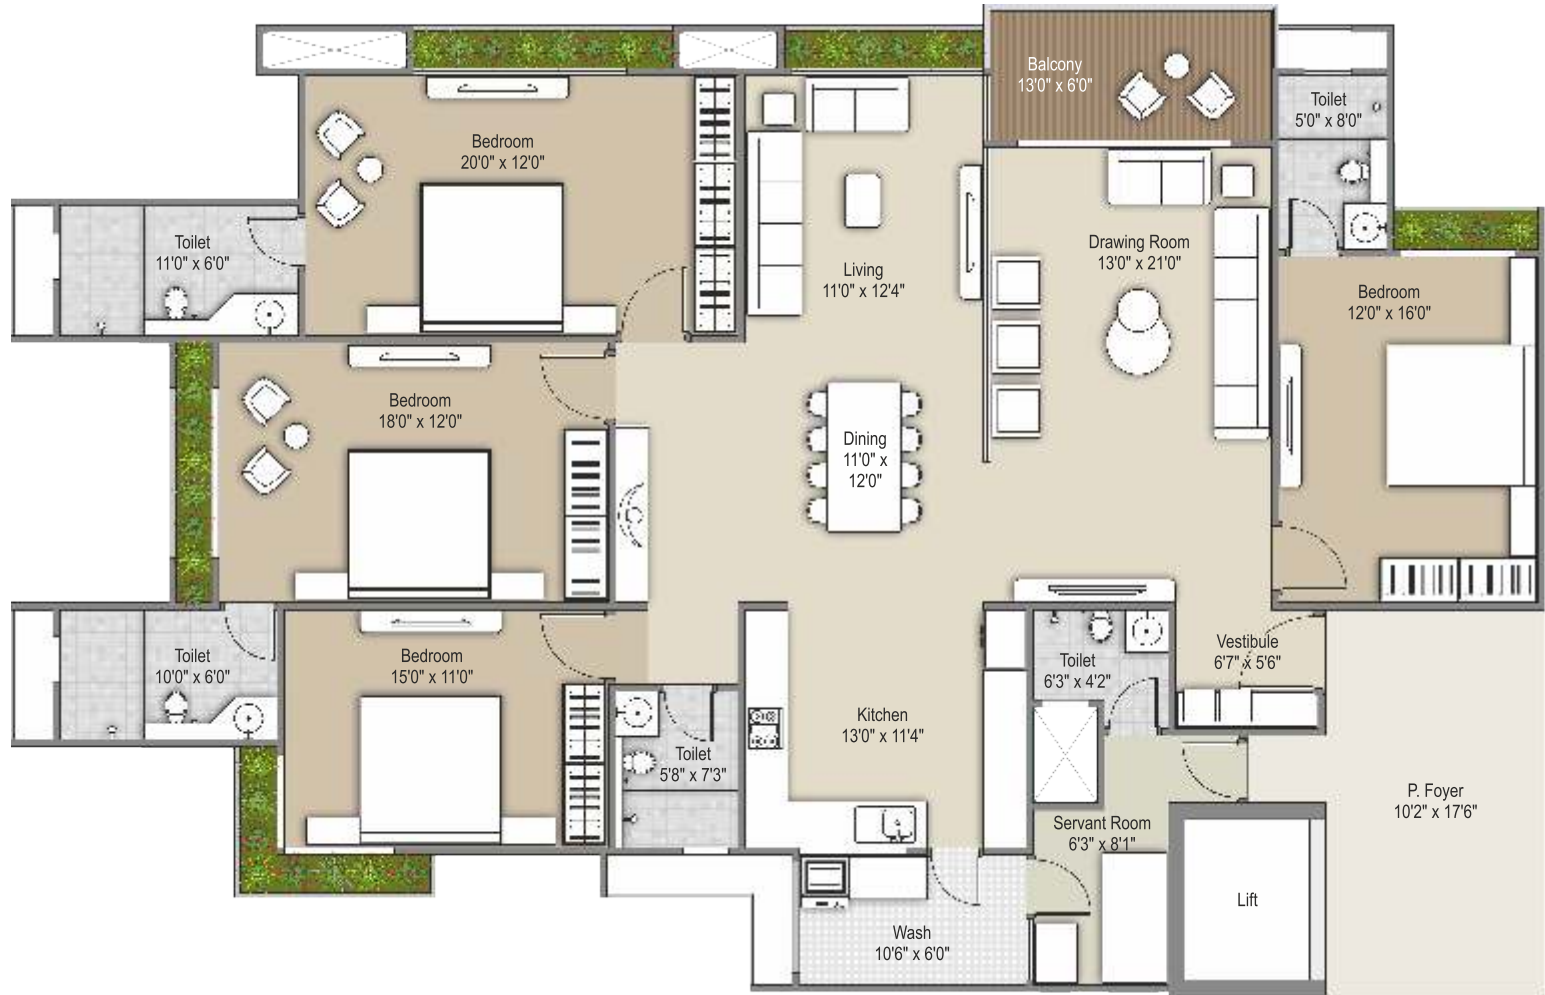 Balcony
13'0" x 6'0"
Toilet
5'0" x 8'0"
Bedroom
20'0" x 12'0"
Toilet
11'0" x 6'0"
Living
11'0" x 12'4"
Drawing Room
13'0" x 21'0"
Bedroom
12'0" x 16'0"
Bedroom
18'0" x 12'0"
Dining
11'0" x
12'0"
Toilet
10'0" x 6'0"
Bedroom
15'0" x 11'0"
Toilet
6'3" x 4'2"
Vestibule
6'7" x 5'6"
Kitchen
13'0" x 11'4"
Toilet
5'8" x 7'3"
P. Foyer
10'2" x 17'6"
Servant Room
6'3" x 8'1"
Lift
Wash
10'6" x 6'0"